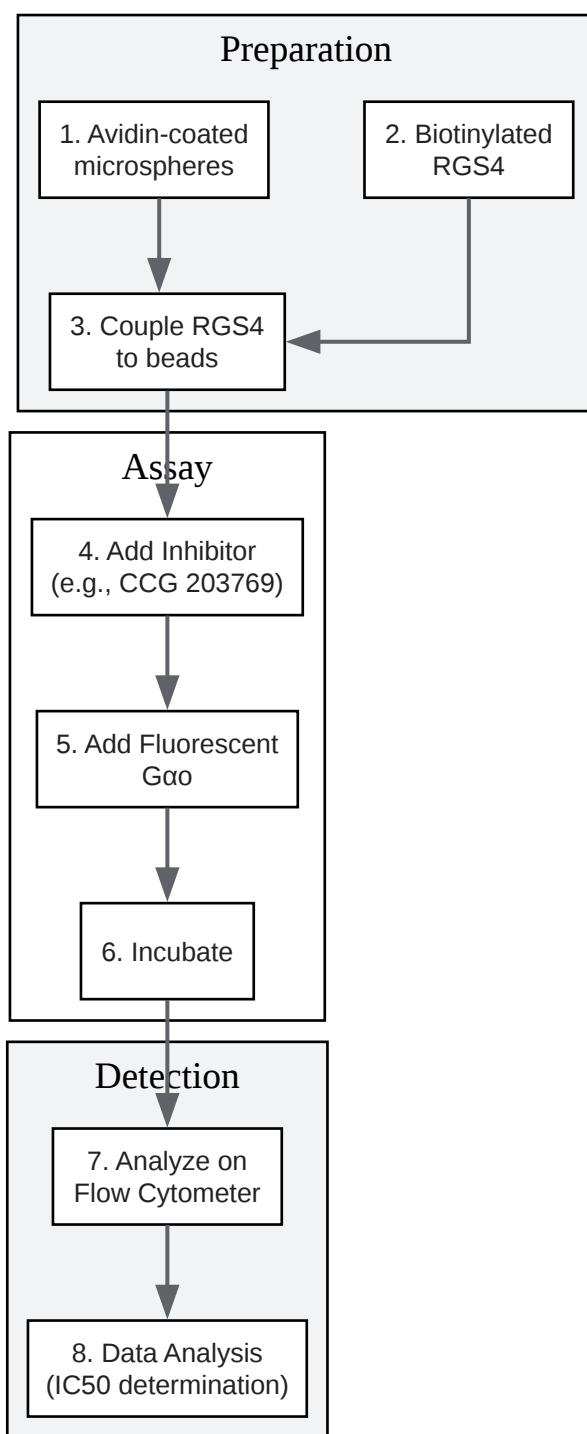 Preparation
1. Avidin-coated
microspheres
2. Biotinylated
RGS4
3. Couple RGS4
to beads
Assay
4. Add Inhibitor
(e.g., CCG 203769)
5. Add Fluorescent
Gαo
6. Incubate
Detection
7. Analyze on
Flow Cytometer
8. Data Analysis
(IC50 determination)